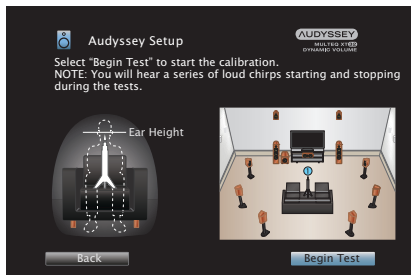 Audyssey Setup
AUDYSSEY
MULTEQ XT32
DYNAMIC VOLUME
Select “Begin Test” to start the calibration.
NOTE: You will hear a series of loud chirps starting and stopping
during the tests.
Ear Height
Back
Begin Test